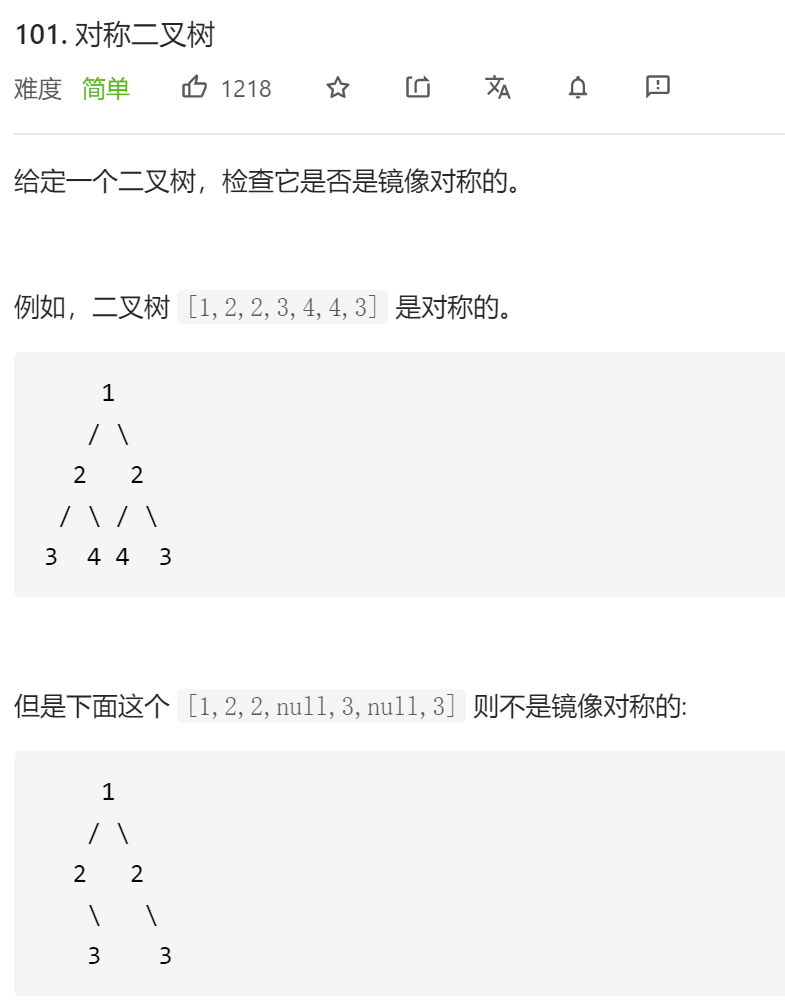 101. 对称二叉树
难度 简单 1218
给定一个二叉树，检查它是否是镜像对称的。
例如，二叉树 [1,2,2,3,4,4,3] 是对称的。
1
/ \
2 2
/ \ / \
3 4 4 3
但是下面这个 [1,2,2,null,3,null,3] 则不是镜像对称的:
1
/ \
2 2
\ \
3 3